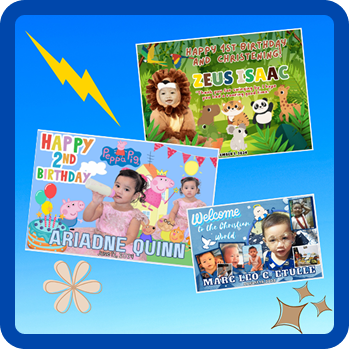 HAPPY 1ST BIRTHDAY
AND CHRISTENING!
ZEUS ISAAC
HAPPY
2ND
BIRTHDAY
Peppa Pig
ARIADNE QUINN
Welcome
to the Christian
World
MARC LEO C. ETULLE